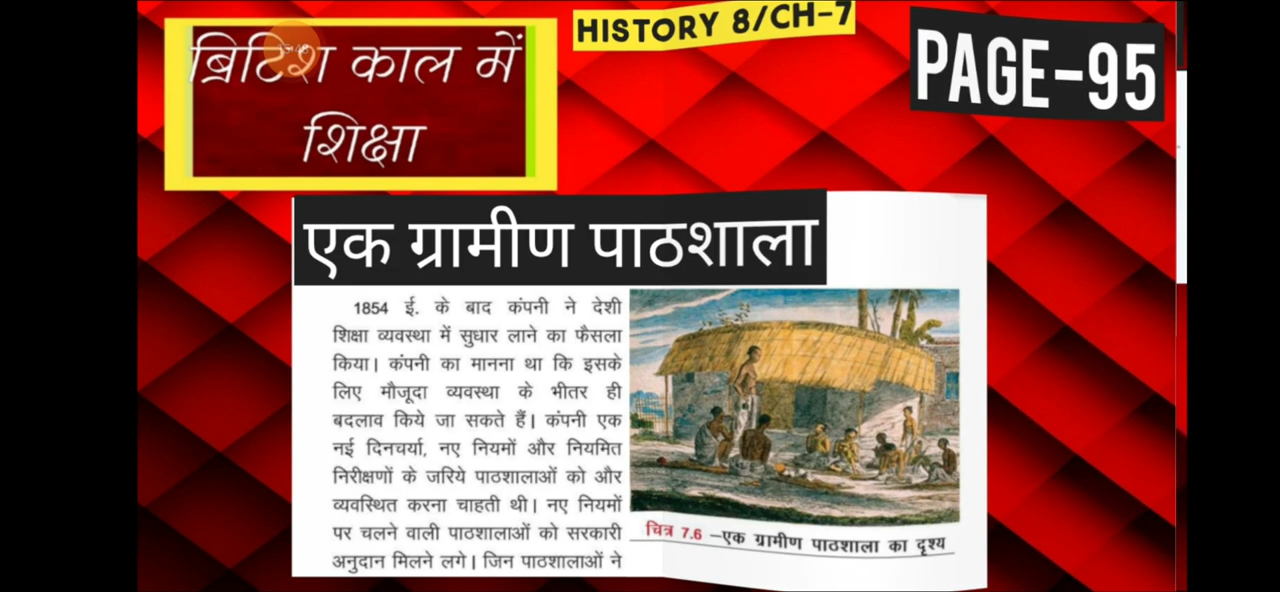 ब्रिटिश काल में
शिक्षा
HISTORY 8/CH-7
PAGE-95
एक ग्रामीण पाठशाला
1854 ई. के बाद कंपनी ने देशी
शिक्षा व्यवस्था में सुधार लाने का फैसला
किया। कंपनी का मानना था कि इसके
लिए मौजूदा व्यवस्था के भीतर ही
बदलाव किये जा सकते हैं। कंपनी एक
नई दिनचर्या, नए नियमों और नियमित
निरीक्षणों के जरिये पाठशालाओं को और
व्यवस्थित करना चाहती थी। नए नियमों
पर चलने वाली पाठशालाओं को सरकारी
अनुदान मिलने लगे। जिन पाठशालाओं ने
चित्र 7.6 –एक ग्रामीण पाठशाला का दृश्य